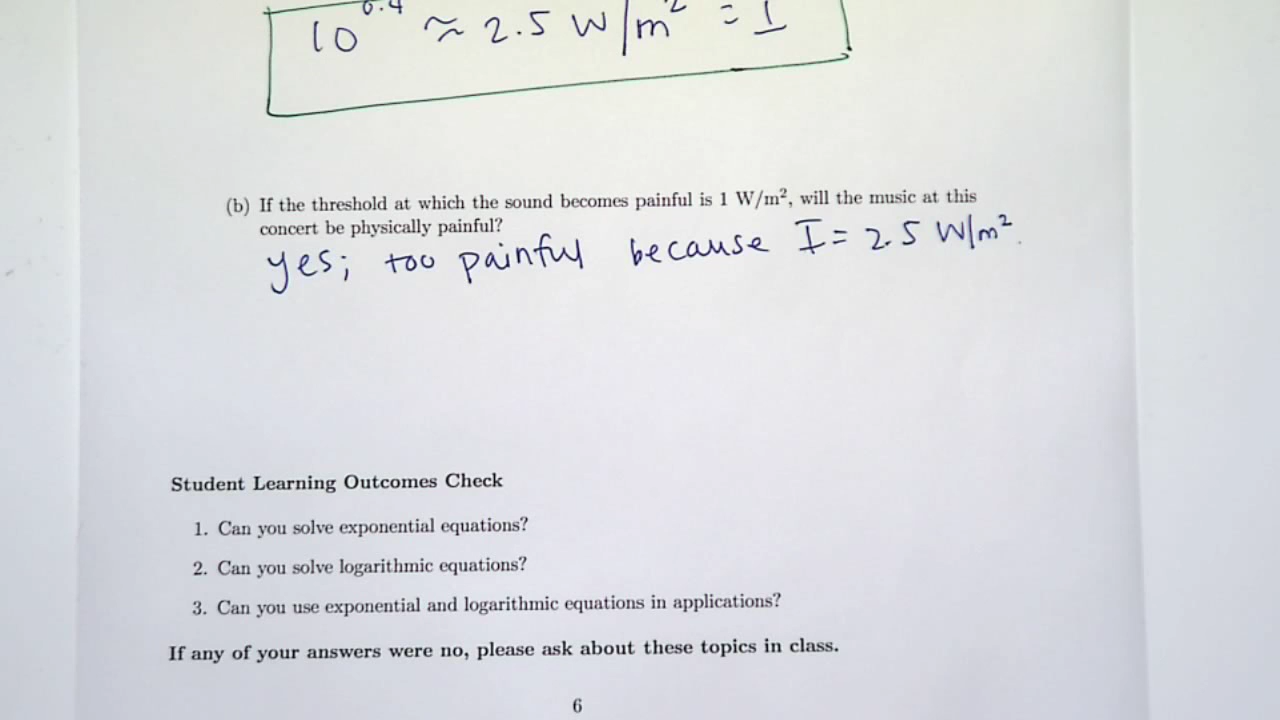 10^0.4 ≈ 2.5 W/m² = I
(b) If the threshold at which the sound becomes painful is 1 W/m², will the music at this
concert be physically painful?
yes; too painful because I = 2.5 W/m².
Student Learning Outcomes Check
1. Can you solve exponential equations?
2. Can you solve logarithmic equations?
3. Can you use exponential and logarithmic equations in applications?
If any of your answers were no, please ask about these topics in class.
6